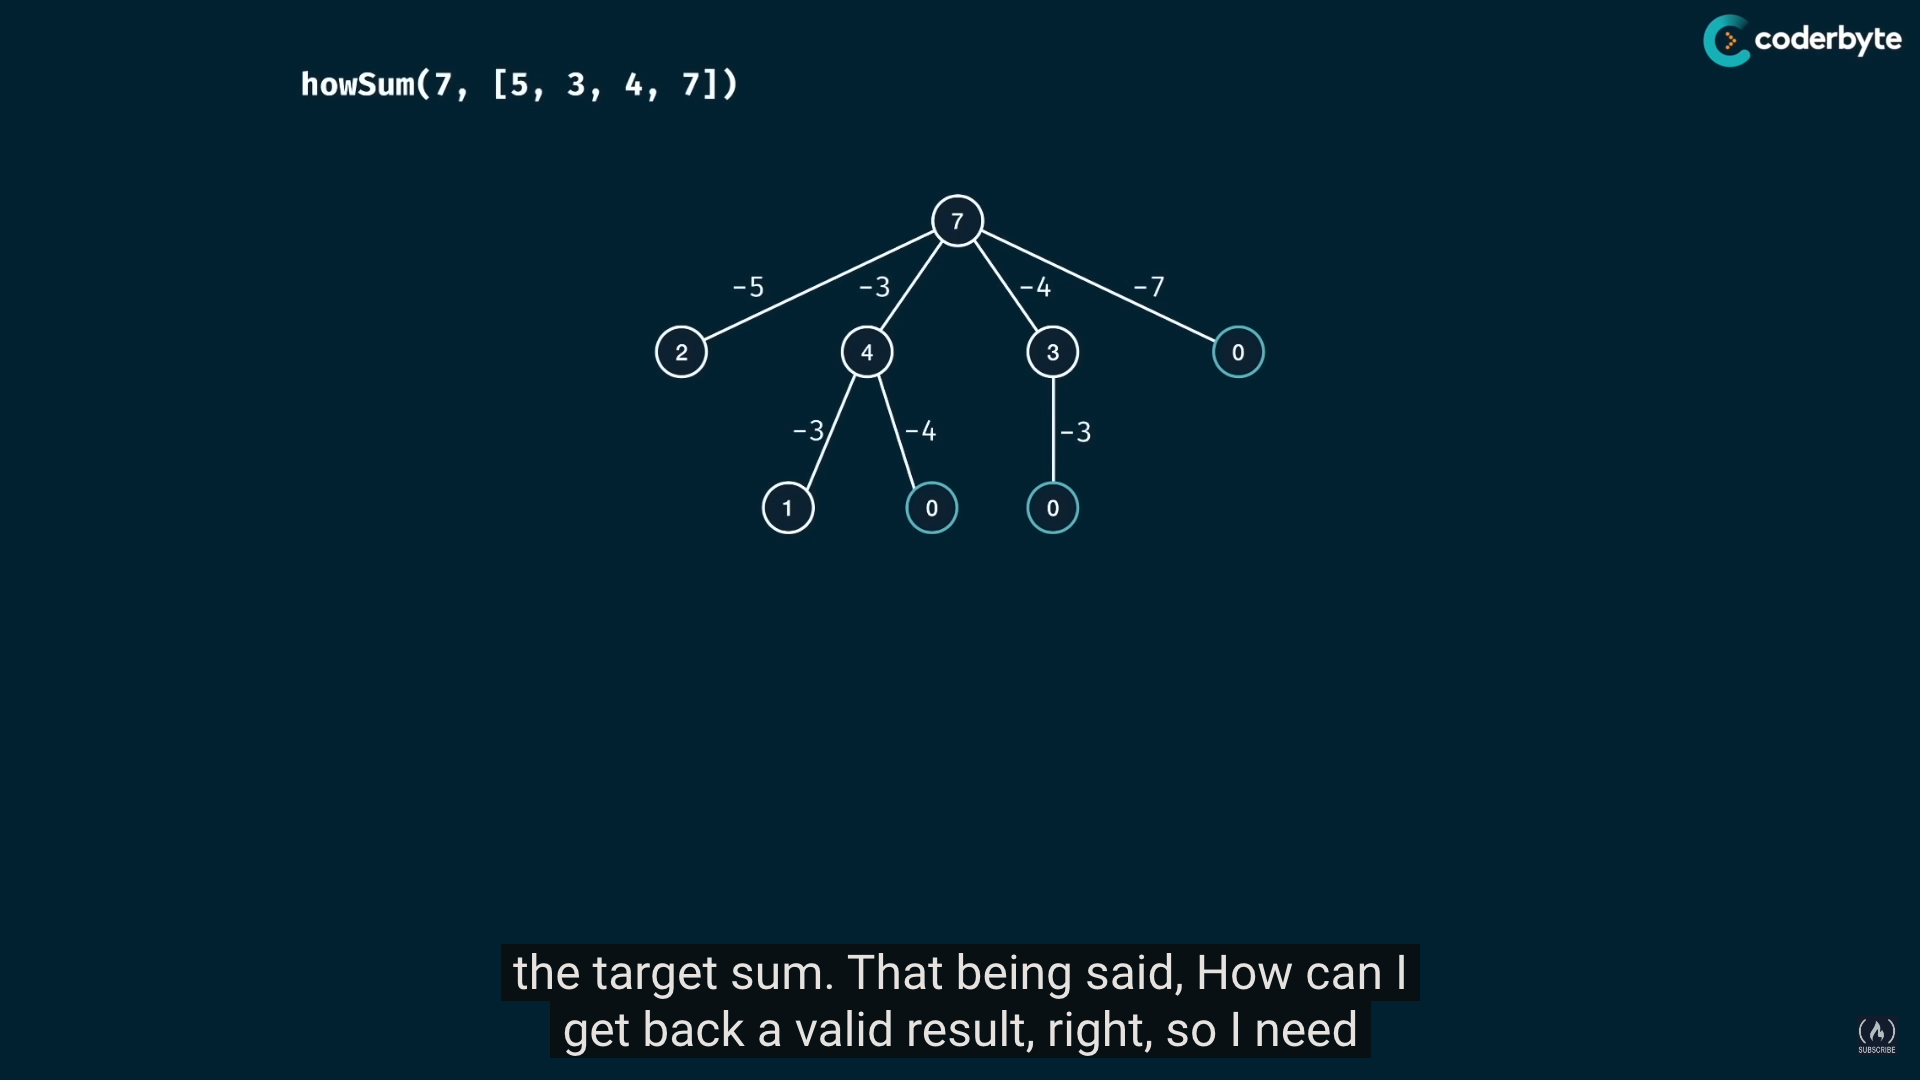 coderbyte
howSum(7, [5, 3, 4, 7])
7
-5 -3 -4 -7
2 4 3 0
-3 -4 -3
1 0 0
the target sum. That being said, How can I
get back a valid result, right, so I need
SUBSCRIBE